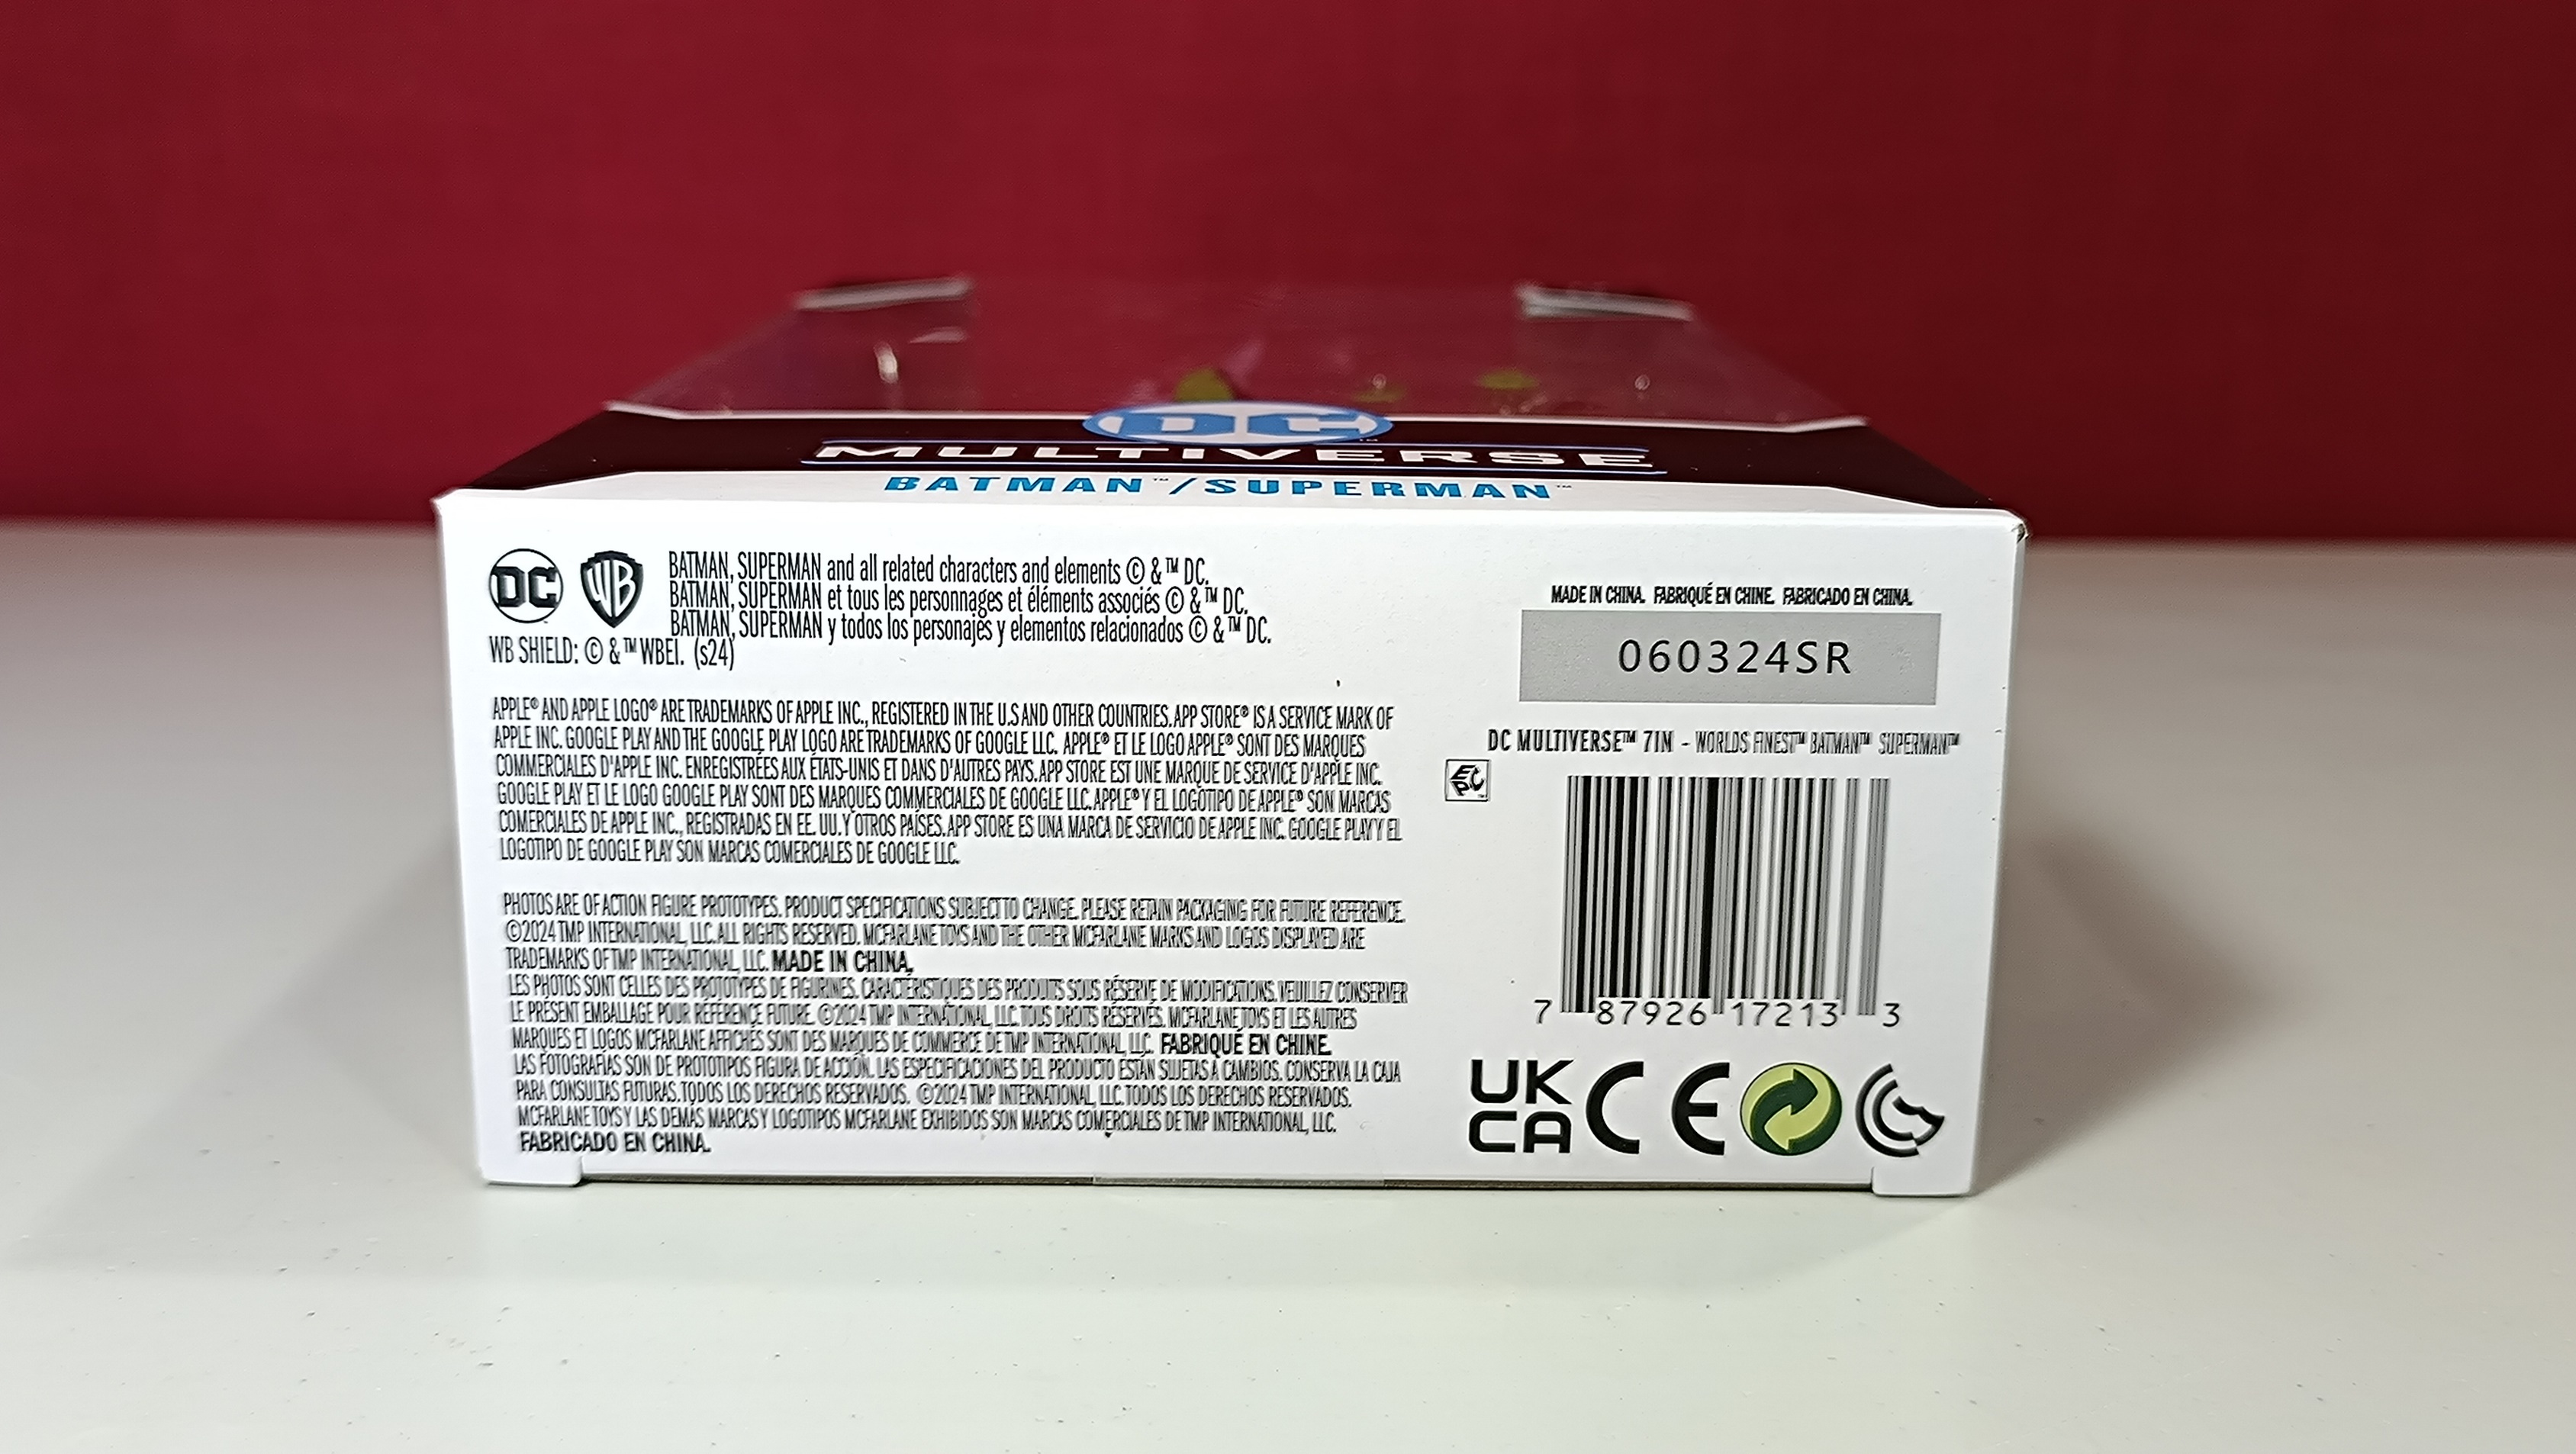 DC
MULTIVERSE
BATMAN™/SUPERMAN™
DC WB
BATMAN, SUPERMAN and all related characters and elements © & ™ DC.
BATMAN, SUPERMAN et tous les personnages et éléments associés © & ™ DC.
BATMAN, SUPERMAN y todos los personajes y elementos relacionados © & ™ DC.
WB SHIELD: © & ™ WBEI. (s24)
APPLE® AND APPLE LOGO® ARE TRADEMARKS OF APPLE INC., REGISTERED IN THE U.S AND OTHER COUNTRIES. APP STORE® IS A SERVICE MARK OF
APPLE INC. GOOGLE PLAY AND THE GOOGLE PLAY LOGO ARE TRADEMARKS OF GOOGLE LLC. APPLE® ET LE LOGO APPLE® SONT DES MARQUES
COMMERCIALES D'APPLE INC. ENREGISTRÉES AUX ÉTATS-UNIS ET DANS D'AUTRES PAYS. APP STORE EST UNE MARQUE DE SERVICE D'APPLE INC.
GOOGLE PLAY ET LE LOGO GOOGLE PLAY SONT DES MARQUES COMMERCIALES DE GOOGLE LLC. APPLE® Y EL LOGOTIPO DE APPLE® SON MARCAS
COMERCIALES DE APPLE INC., REGISTRADAS EN EE. UU. Y OTROS PAÍSES. APP STORE ES UNA MARCA DE SERVICIO DE APPLE INC. GOOGLE PLAY Y EL
LOGOTIPO DE GOOGLE PLAY SON MARCAS COMERCIALES DE GOOGLE LLC.
PHOTOS ARE OF ACTION FIGURE PROTOTYPES. PRODUCT SPECIFICATIONS SUBJECT TO CHANGE. PLEASE RETAIN PACKAGING FOR FUTURE REFERENCE.
©2024 TMP INTERNATIONAL, LLC. ALL RIGHTS RESERVED. MCFARLANE TOYS AND THE OTHER MCFARLANE MARKS AND LOGOS DISPLAYED ARE
TRADEMARKS OF TMP INTERNATIONAL, LLC. MADE IN CHINA.
LES PHOTOS SONT CELLES DES PROTOTYPES DE FIGURINES. CARACTÉRISTIQUES DES PRODUITS SOUS RÉSERVE DE MODIFICATIONS. VEUILLEZ CONSERVER
LE PRÉSENT EMBALLAGE POUR RÉFÉRENCE FUTURE. ©2024 TMP INTERNATIONAL, LLC. TOUS DROITS RÉSERVÉS. MCFARLANE TOYS ET LES AUTRES
MARQUES ET LOGOS MCFARLANE AFFICHÉS SONT DES MARQUES DE COMMERCE DE TMP INTERNATIONAL, LLC. FABRIQUÉ EN CHINE.
LAS FOTOGRAFÍAS SON DE PROTOTIPOS FIGURA DE ACCIÓN. LAS ESPECIFICACIONES DEL PRODUCTO ESTÁN SUJETAS A CAMBIOS. CONSERVA LA CAJA
PARA CONSULTAS FUTURAS. TODOS LOS DERECHOS RESERVADOS. ©2024 TMP INTERNATIONAL, LLC. TODOS LOS DERECHOS RESERVADOS.
MCFARLANE TOYS Y LAS DEMÁS MARCAS Y LOGOTIPOS MCFARLANE EXHIBIDOS SON MARCAS COMERCIALES DE TMP INTERNATIONAL, LLC.
FABRICADO EN CHINA.
MADE IN CHINA. FABRIQUÉ EN CHINE. FABRICADO EN CHINA.
060324SR
DC MULTIVERSE™ 7IN - WORLDS FINEST™ BATMAN™ SUPERMAN™
7 87926 17213 3
UK
CA CE